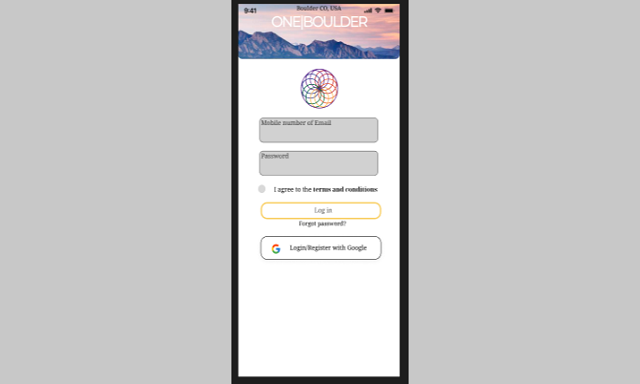 9:41
Boulder CO, USA
ONE|BOULDER
Mobile number of Email
Password
I agree to the terms and conditions
Log in
Forgot password?
Login/Register with Google